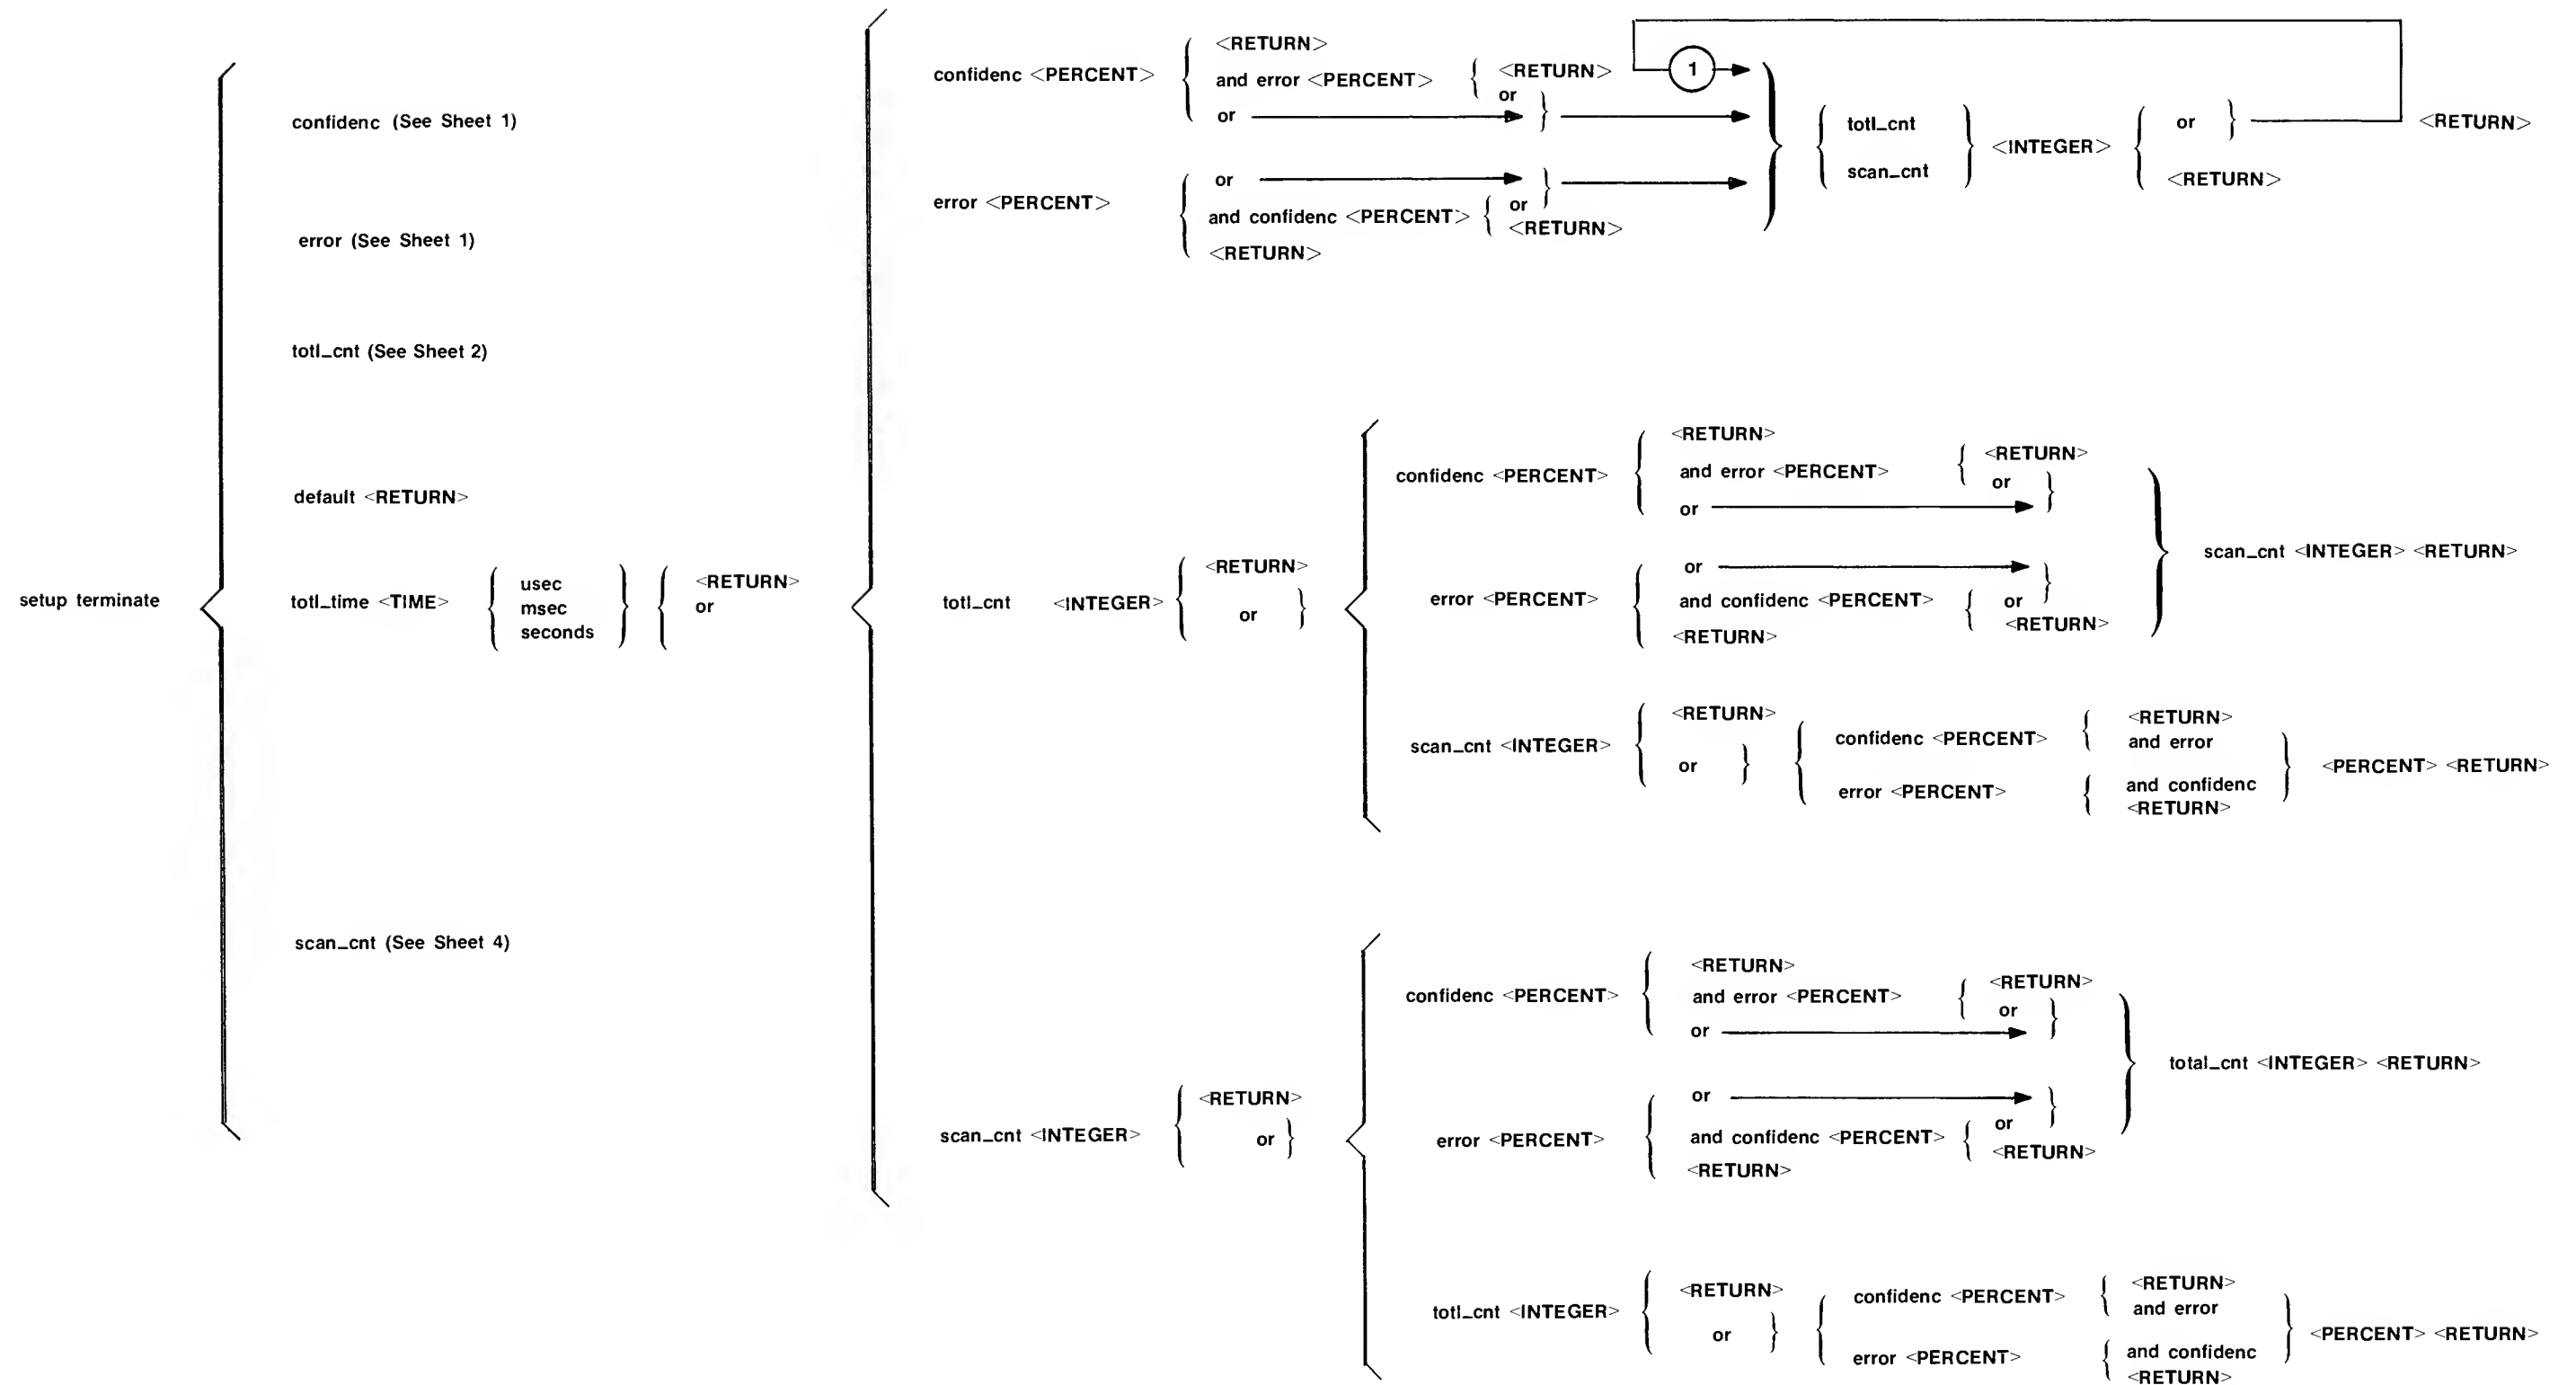 setup terminate
confidenc (See Sheet 1)
error (See Sheet 1)
totl_cnt (See Sheet 2)
default <RETURN>
totl_time <TIME>
usec
msec
seconds
<RETURN>
or
scan_cnt (See Sheet 4)
confidenc <PERCENT>
<RETURN>
and error <PERCENT>
or
<RETURN>
or
1
error <PERCENT>
or
and confidenc <PERCENT>
<RETURN>
or
<RETURN>
totl_cnt
scan_cnt
<INTEGER>
or
<RETURN>
<RETURN>
totl_cnt <INTEGER>
<RETURN>
or
confidenc <PERCENT>
<RETURN>
and error <PERCENT>
or
<RETURN>
or
error <PERCENT>
or
and confidenc <PERCENT>
<RETURN>
or
<RETURN>
scan_cnt <INTEGER> <RETURN>
scan_cnt <INTEGER>
<RETURN>
or
confidenc <PERCENT>
<RETURN>
and error
error <PERCENT>
and confidenc
<RETURN>
<PERCENT> <RETURN>
scan_cnt <INTEGER>
<RETURN>
or
confidenc <PERCENT>
<RETURN>
and error <PERCENT>
or
<RETURN>
or
error <PERCENT>
or
and confidenc <PERCENT>
<RETURN>
or
<RETURN>
total_cnt <INTEGER> <RETURN>
totl_cnt <INTEGER>
<RETURN>
or
confidenc <PERCENT>
<RETURN>
and error
error <PERCENT>
and confidenc
<RETURN>
<PERCENT> <RETURN>